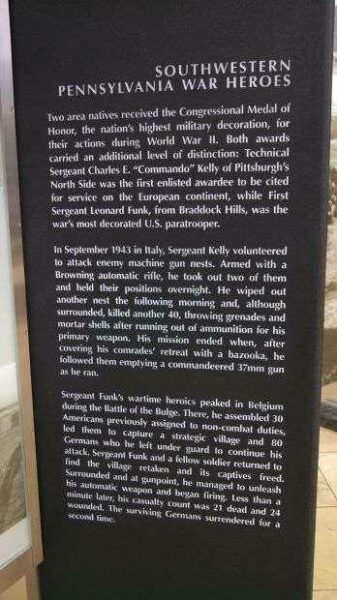 SOUTHWESTERN
PENNSYLVANIA WAR HEROES
Two area natives received the Congressional Medal of
Honor, the nation's highest military decoration, for
their actions during World War II. Both awards
carried an additional level of distinction: Technical
Sergeant Charles E. "Commando" Kelly of Pittsburgh's
North Side was the first enlisted awardee to be cited
for service on the European continent, while First
Sergeant Leonard Funk, from Braddock Hills, was the
war's most decorated U.S. paratrooper.
In September 1943 in Italy, Sergeant Kelly volunteered
to attack enemy machine gun nests. Armed with a
Browning automatic rifle, he took out two of them
and held their positions overnight. He wiped out
another nest the following morning and, although
surrounded, killed another 40, throwing grenades and
mortar shells after running out of ammunition for his
primary weapon. His mission ended when, after
covering his comrades' retreat with a bazooka, he
followed them emptying a commandeered 37mm gun
as he ran.
Sergeant Funk's wartime heroics peaked in Belgium
during the Battle of the Bulge. There, he assembled 30
Americans previously assigned to non-combat duties,
led them to capture a strategic village and 80
Germans who he left under guard to continue his
attack. Sergeant Funk and a fellow soldier returned to
find the village retaken and its captives freed.
Surrounded and at gunpoint, he managed to unleash
his automatic weapon and began firing. Less than a
minute later, his casualty count was 21 dead and 24
wounded. The surviving Germans surrendered for a
second time.